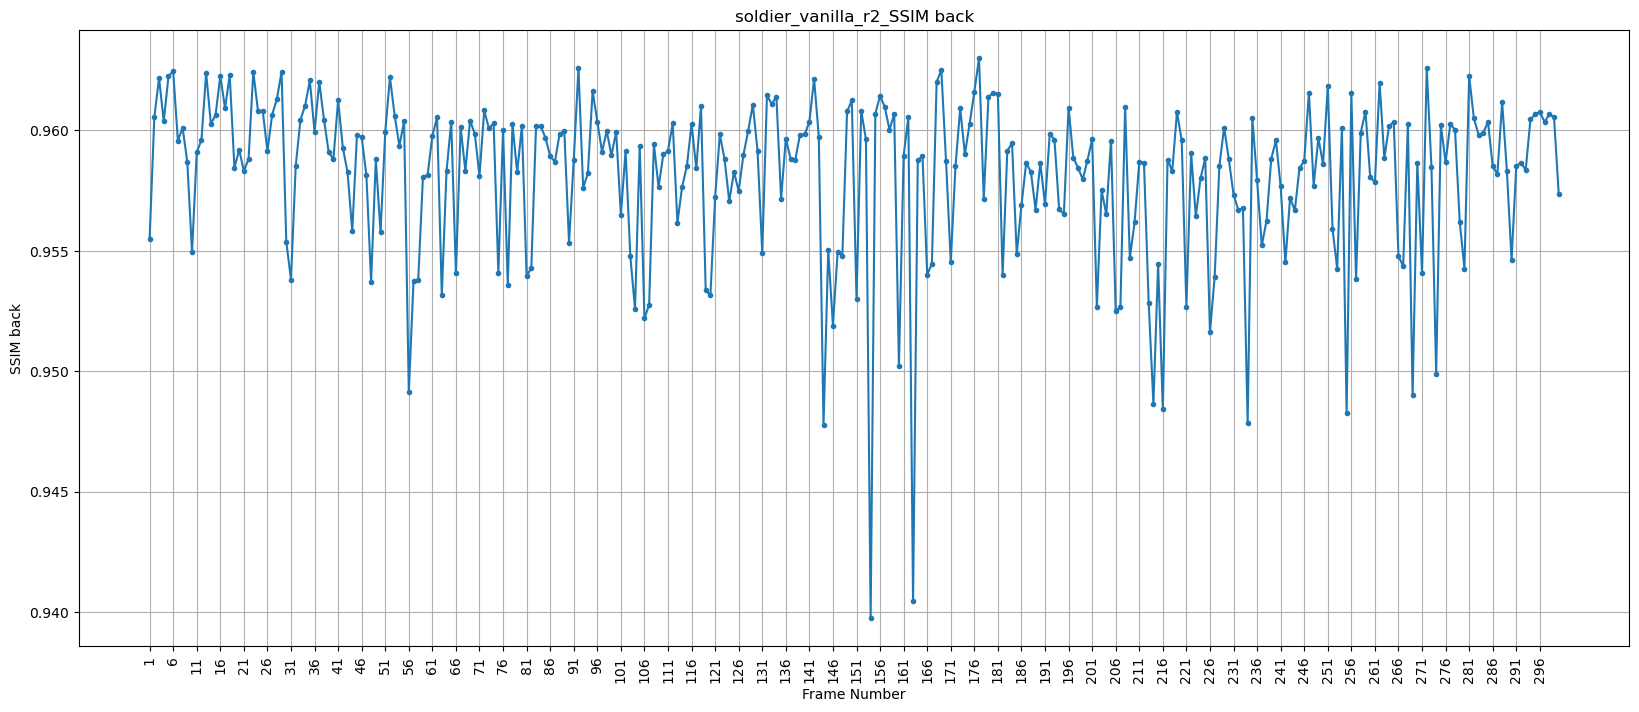 soldier_vanilla_r2_SSIM back
SSIM back
0.960
0.955
0.950
0.945
0.940
1 6 11 16 21 26 31 36 41 46 51 56 61 66 71 76 81 86 91 96 101 106 111 116 121 126 131 136 141 146 151 156 161 166 171 176 181 186 191 196 201 206 211 216 221 226 231 236 241 246 251 256 261 266 271 276 281 286 291 296
Frame Number